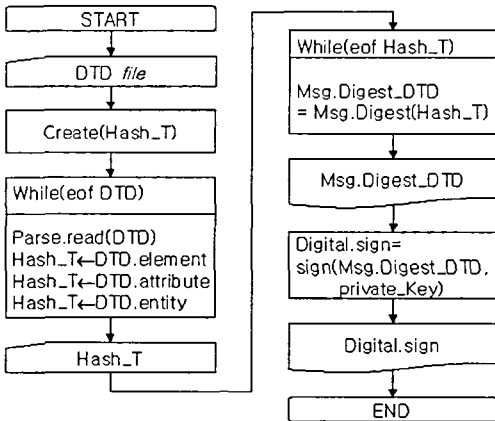 START
DTD file
Create(Hash_T)
While(eof DTD)
Parse.read(DTD)
Hash_T←DTD.element
Hash_T←DTD.attribute
Hash_T←DTD.entity
Hash_T
While(eof Hash_T)
Msg.Digest_DTD
= Msg.Digest(Hash_T)
Msg.Digest_DTD
Digital.sign=
sign(Msg.Digest_DTD,
private_Key)
Digital.sign
END